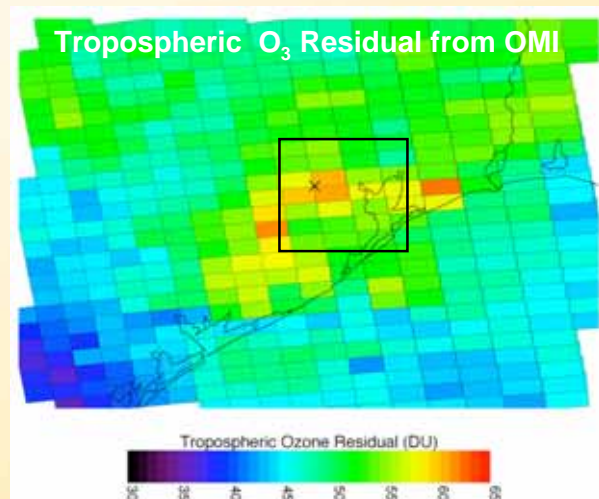 Tropospheric O₃ Residual from OMI
Tropospheric Ozone Residual (DU)
30 35 40 45 50 55 60 65